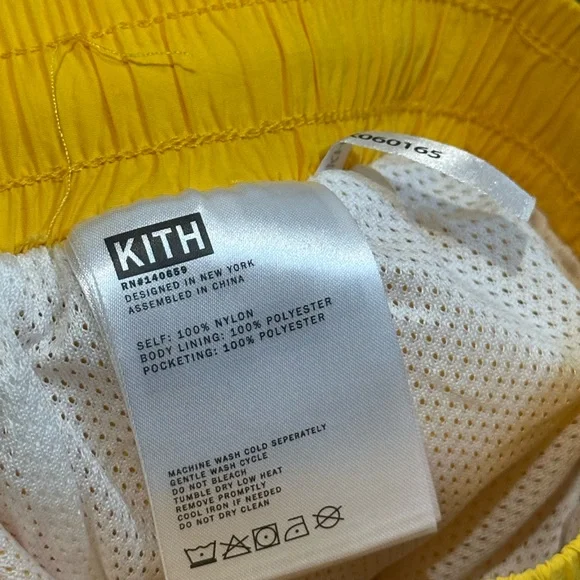 KITH
RN#140659
DESIGNED IN NEW YORK
ASSEMBLED IN CHINA
SELF: 100% NYLON
BODY LINING: 100% POLYESTER
POCKETING: 100% POLYESTER
MACHINE WASH COLD SEPERATELY
GENTLE WASH CYCLE
DO NOT BLEACH
TUMBLE DRY LOW HEAT
REMOVE PROMPTLY
COOL IRON IF NEEDED
DO NOT DRY CLEAN
060165